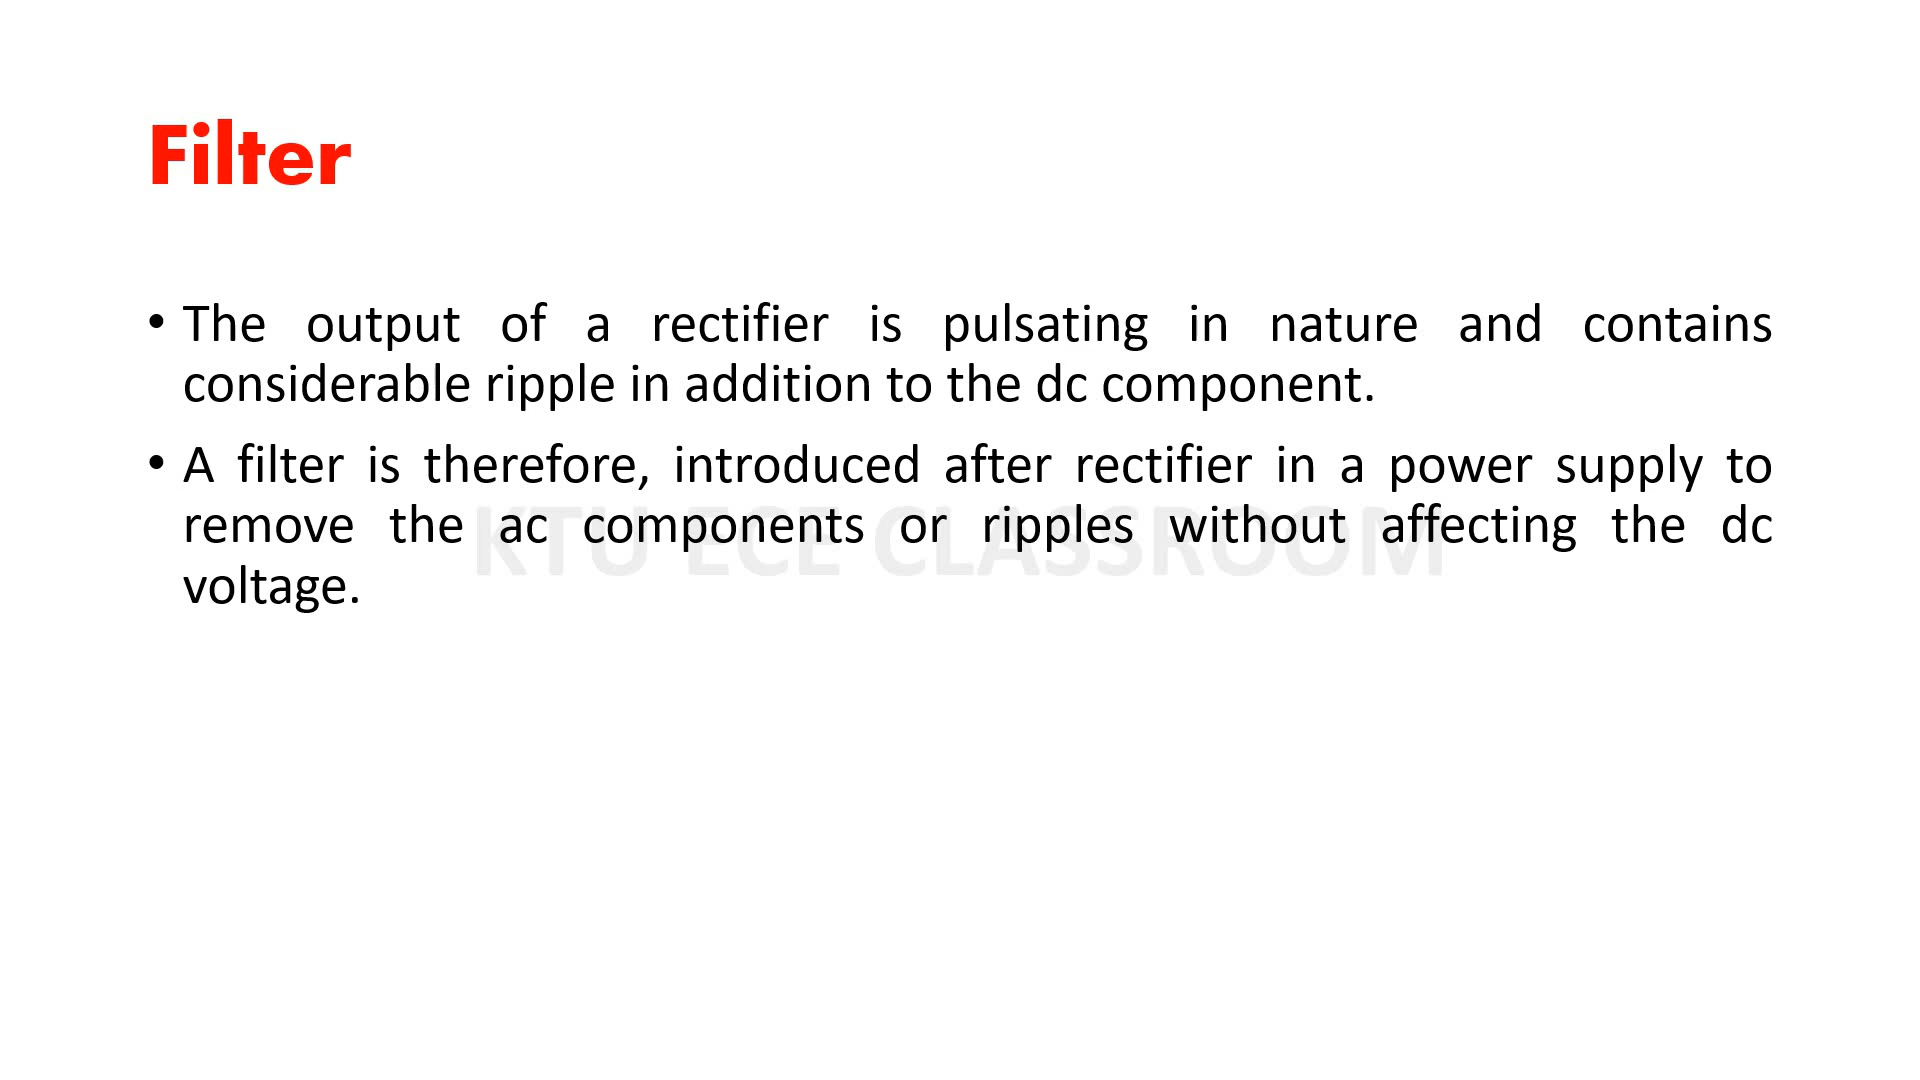 Filter
• The output of a rectifier is pulsating in nature and contains
considerable ripple in addition to the dc component.
• A filter is therefore, introduced after rectifier in a power supply to
remove the ac components or ripples without affecting the dc
voltage.
KTU ECE CLASSROOM